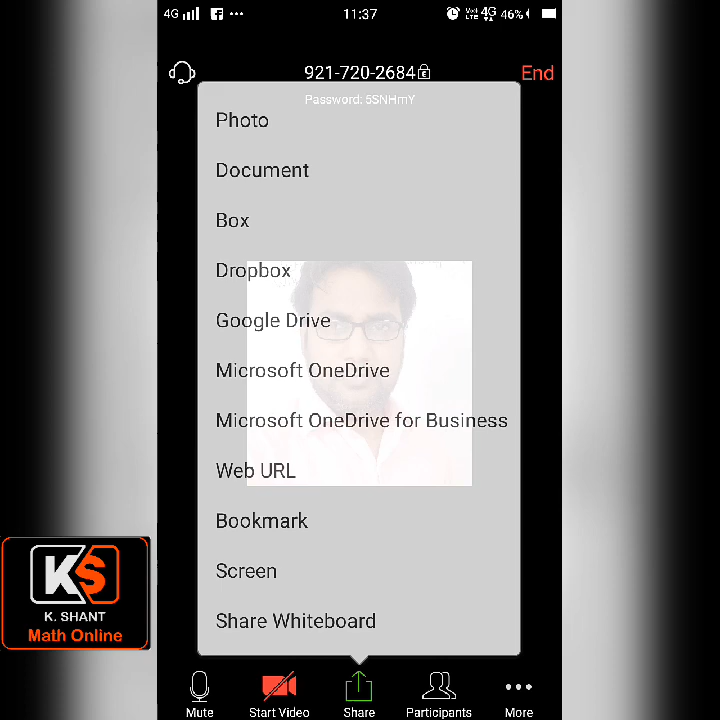 4G 11:37 VoLTE 4G 46%
921-720-2684 End
Password: 5SNHmY
Photo
Document
Box
Dropbox
Google Drive
Microsoft OneDrive
Microsoft OneDrive for Business
Web URL
Bookmark
Screen
Share Whiteboard
KS
K. SHANT
Math Online
Mute Start Video Share Participants More